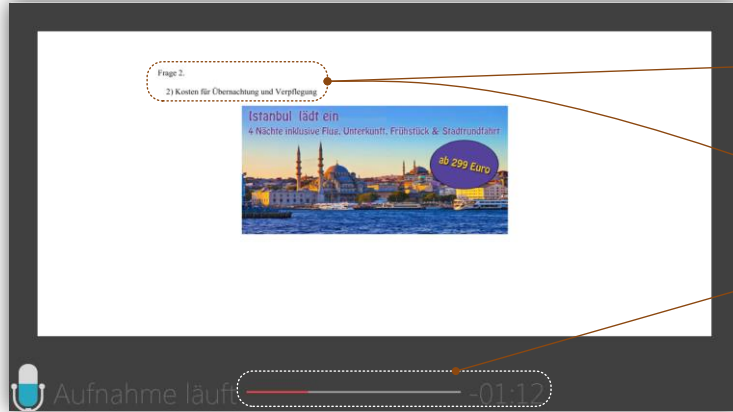 Frage 2.
2) Kosten für Übernachtung und Verpflegung
Istanbul lädt ein
4 Nächte inklusive Flug, Unterkunft, Frühstück & Stadtrundfahrt
ab 299 Euro
Aufnahme läuft
-01:12